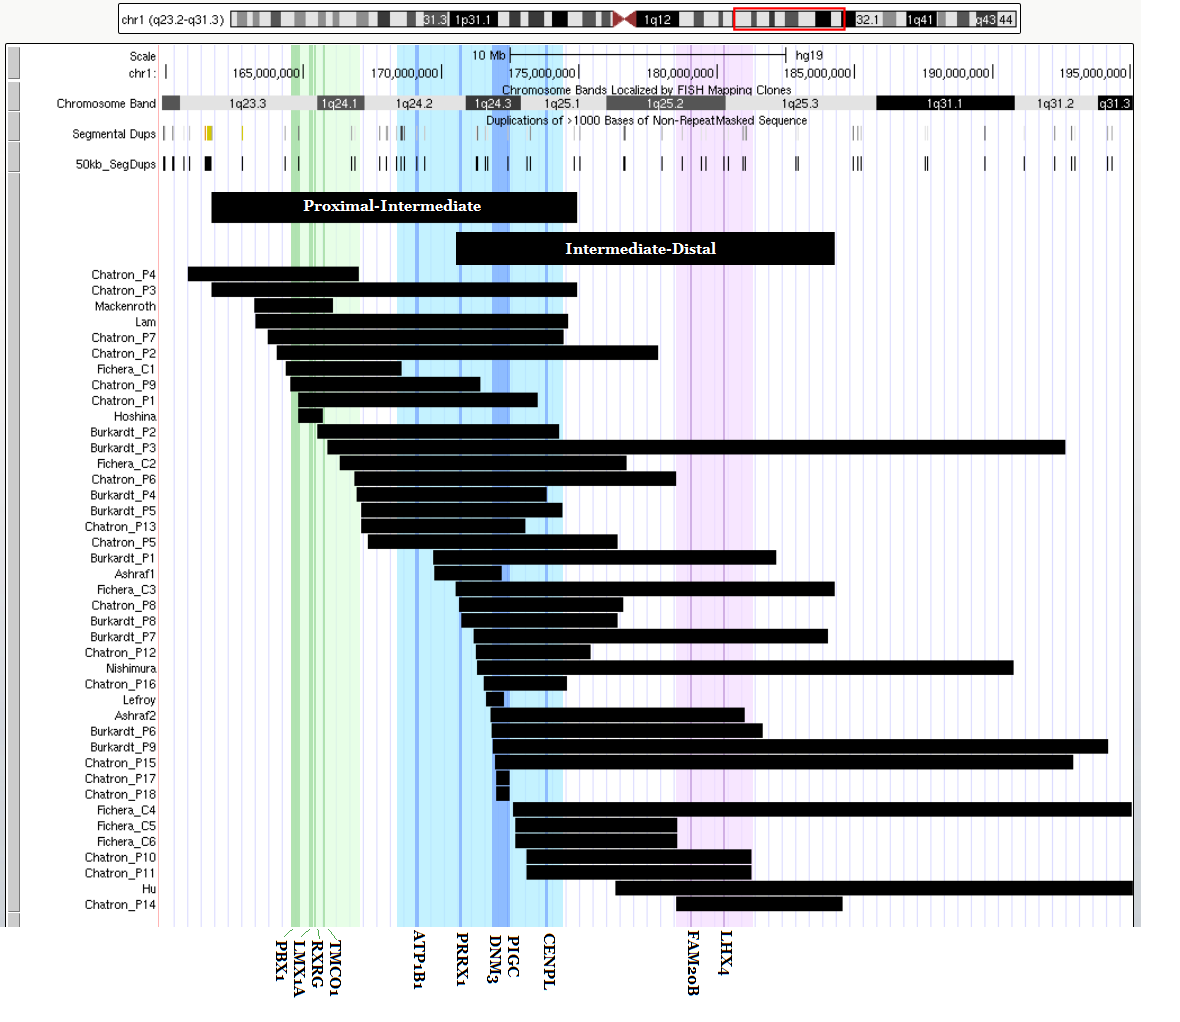 chr1 (q23.2-q31.3) 31.3 1p31.1 1q12 32.1 1q41 q43 44
Scale 10 Mb hg19
chr1: 165,000,000 170,000,000 175,000,000 180,000,000 185,000,000 190,000,000 195,000,000
Chromosome Bands Localized by FISH Mapping Clones
Chromosome Band 1q23.3 1q24.1 1q24.2 1q24.3 1q25.1 1q25.2 1q25.3 1q31.1 1q31.2 q31.3
Duplications of >1000 Bases of Non-RepeatMasked Sequence
Segmental Dups
50kb_SegDups
Proximal-Intermediate
Intermediate-Distal
Chatron_P4
Chatron_P3
Mackenroth
Lam
Chatron_P7
Chatron_P2
Fichera_C1
Chatron_P9
Chatron_P1
Hoshina
Burkardt_P2
Burkardt_P3
Fichera_C2
Chatron_P6
Burkardt_P4
Burkardt_P5
Chatron_P13
Chatron_P5
Burkardt_P1
Ashraf1
Fichera_C3
Chatron_P8
Burkardt_P8
Burkardt_P7
Chatron_P12
Nishimura
Chatron_P16
Lefroy
Ashraf2
Burkardt_P6
Burkardt_P9
Chatron_P15
Chatron_P17
Chatron_P18
Fichera_C4
Fichera_C5
Fichera_C6
Chatron_P10
Chatron_P11
Hu
Chatron_P14
PBX1
LMX1A
RXRG
TMCO1
ATP1B1
PRRX1
DNM3
PIGC
CENPL
FAM20B
LHX4